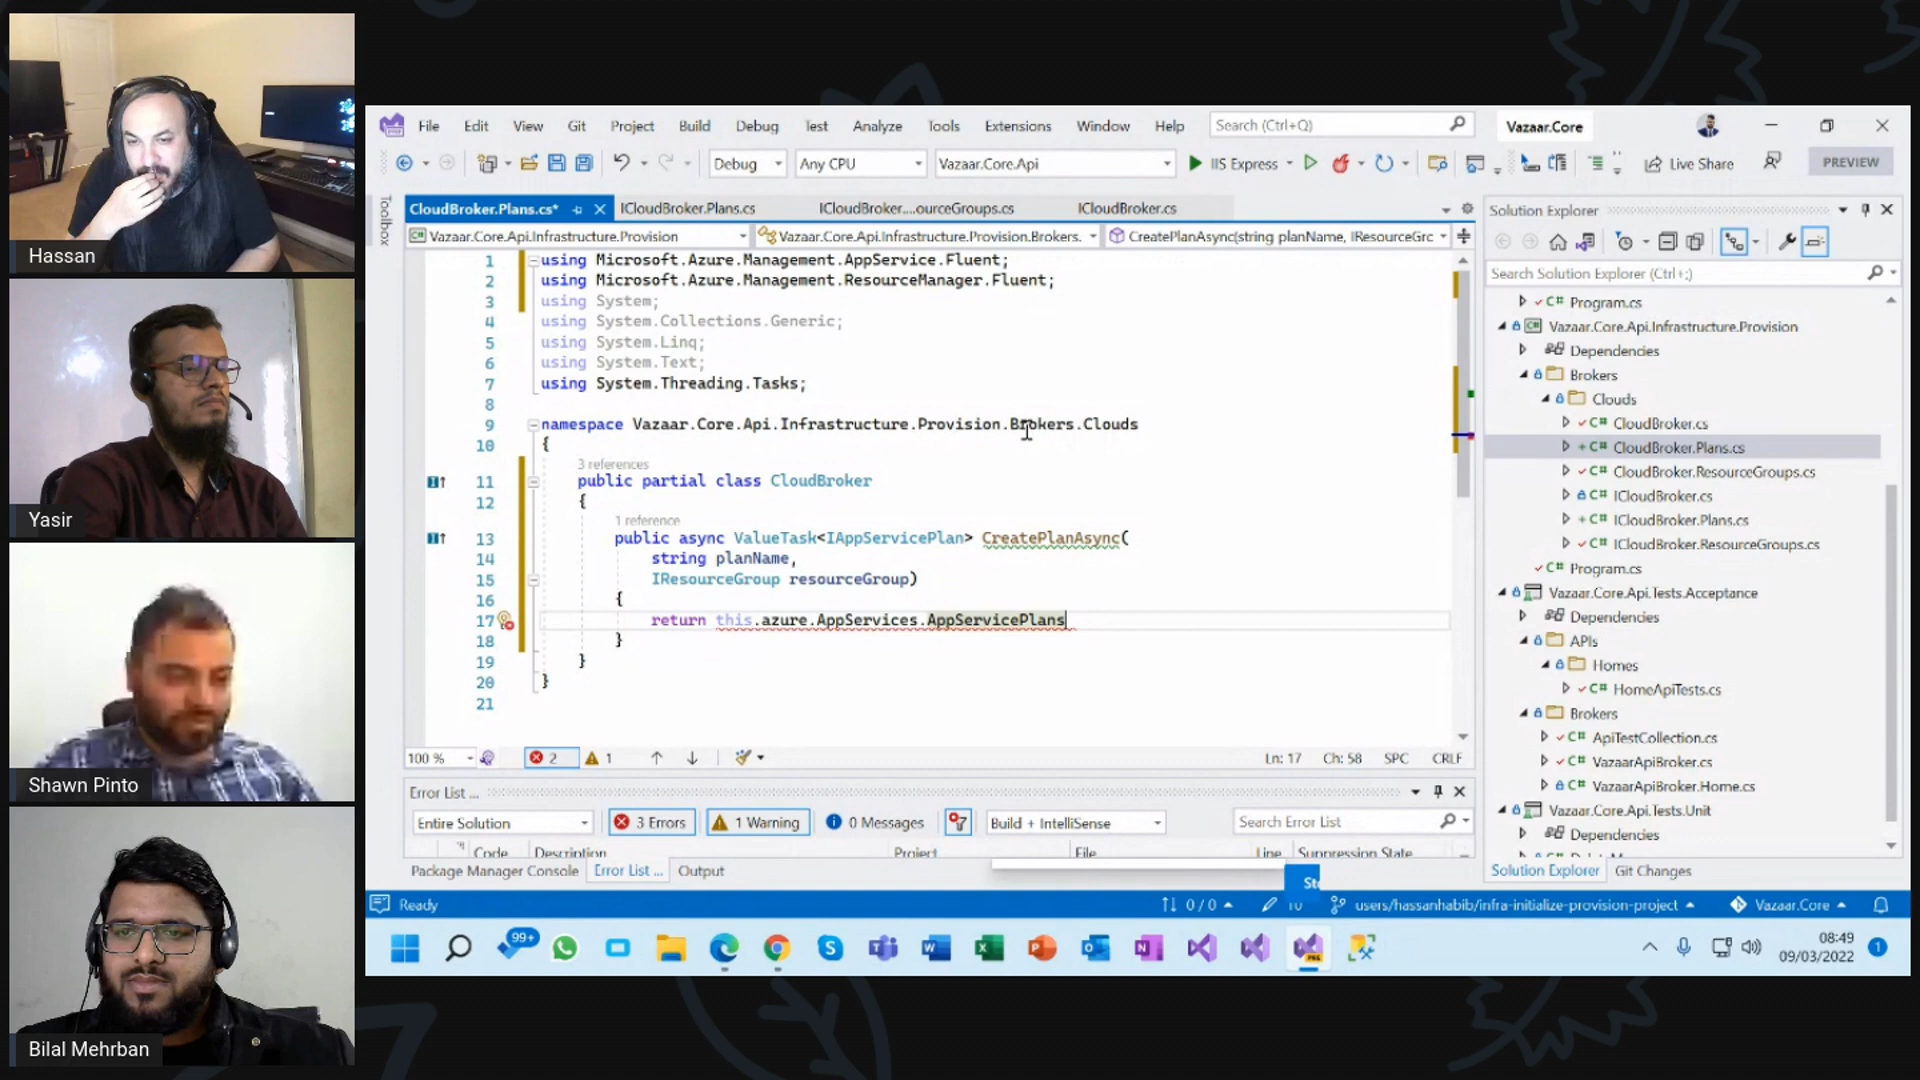 Hassan
Yasir
Shawn Pinto
Bilal Mehrban
File Edit View Git Project Build Debug Test Analyze Tools Extensions Window Help Search (Ctrl+Q) Vazaar.Core
Debug Any CPU Vazaar.Core.Api IIS Express Live Share PREVIEW
Toolbox
CloudBroker.Plans.cs* ICloudBroker.Plans.cs ICloudBroker....ourceGroups.cs ICloudBroker.cs
Vazaar.Core.Api.Infrastructure.Provision Vazaar.Core.Api.Infrastructure.Provision.Brokers. CreatePlanAsync(string planName, IResourceGrc
1 using Microsoft.Azure.Management.AppService.Fluent;
2 using Microsoft.Azure.Management.ResourceManager.Fluent;
3 using System;
4 using System.Collections.Generic;
5 using System.Linq;
6 using System.Text;
7 using System.Threading.Tasks;
8
9 namespace Vazaar.Core.Api.Infrastructure.Provision.Brokers.Clouds
10 {
3 references
11 public partial class CloudBroker
12 {
1 reference
13 public async ValueTask<IAppServicePlan> CreatePlanAsync(
14 string planName,
15 IResourceGroup resourceGroup)
16 {
17 return this.azure.AppServices.AppServicePlans
18 }
19 }
20 }
21
100 % 2 1 Ln: 17 Ch: 58 SPC CRLF
Error List ...
Entire Solution 3 Errors 1 Warning 0 Messages Build + IntelliSense Search Error List
Code Description Project File Line Suppression State
Package Manager Console Error List ... Output
Solution Explorer
Search Solution Explorer (Ctrl+;)
C# Program.cs
Vazaar.Core.Api.Infrastructure.Provision
Dependencies
Brokers
Clouds
C# CloudBroker.cs
C# CloudBroker.Plans.cs
C# CloudBroker.ResourceGroups.cs
C# ICloudBroker.cs
C# ICloudBroker.Plans.cs
C# ICloudBroker.ResourceGroups.cs
C# Program.cs
Vazaar.Core.Api.Tests.Acceptance
Dependencies
APIs
Homes
C# HomeApiTests.cs
Brokers
C# ApiTestCollection.cs
C# VazaarApiBroker.cs
C# VazaarApiBroker.Home.cs
Vazaar.Core.Api.Tests.Unit
Dependencies
Solution Explorer Git Changes
Ready 0 / 0 10 users/hassanhabib/infra-initialize-provision-project Vazaar.Core
99+
08:49
09/03/2022 1